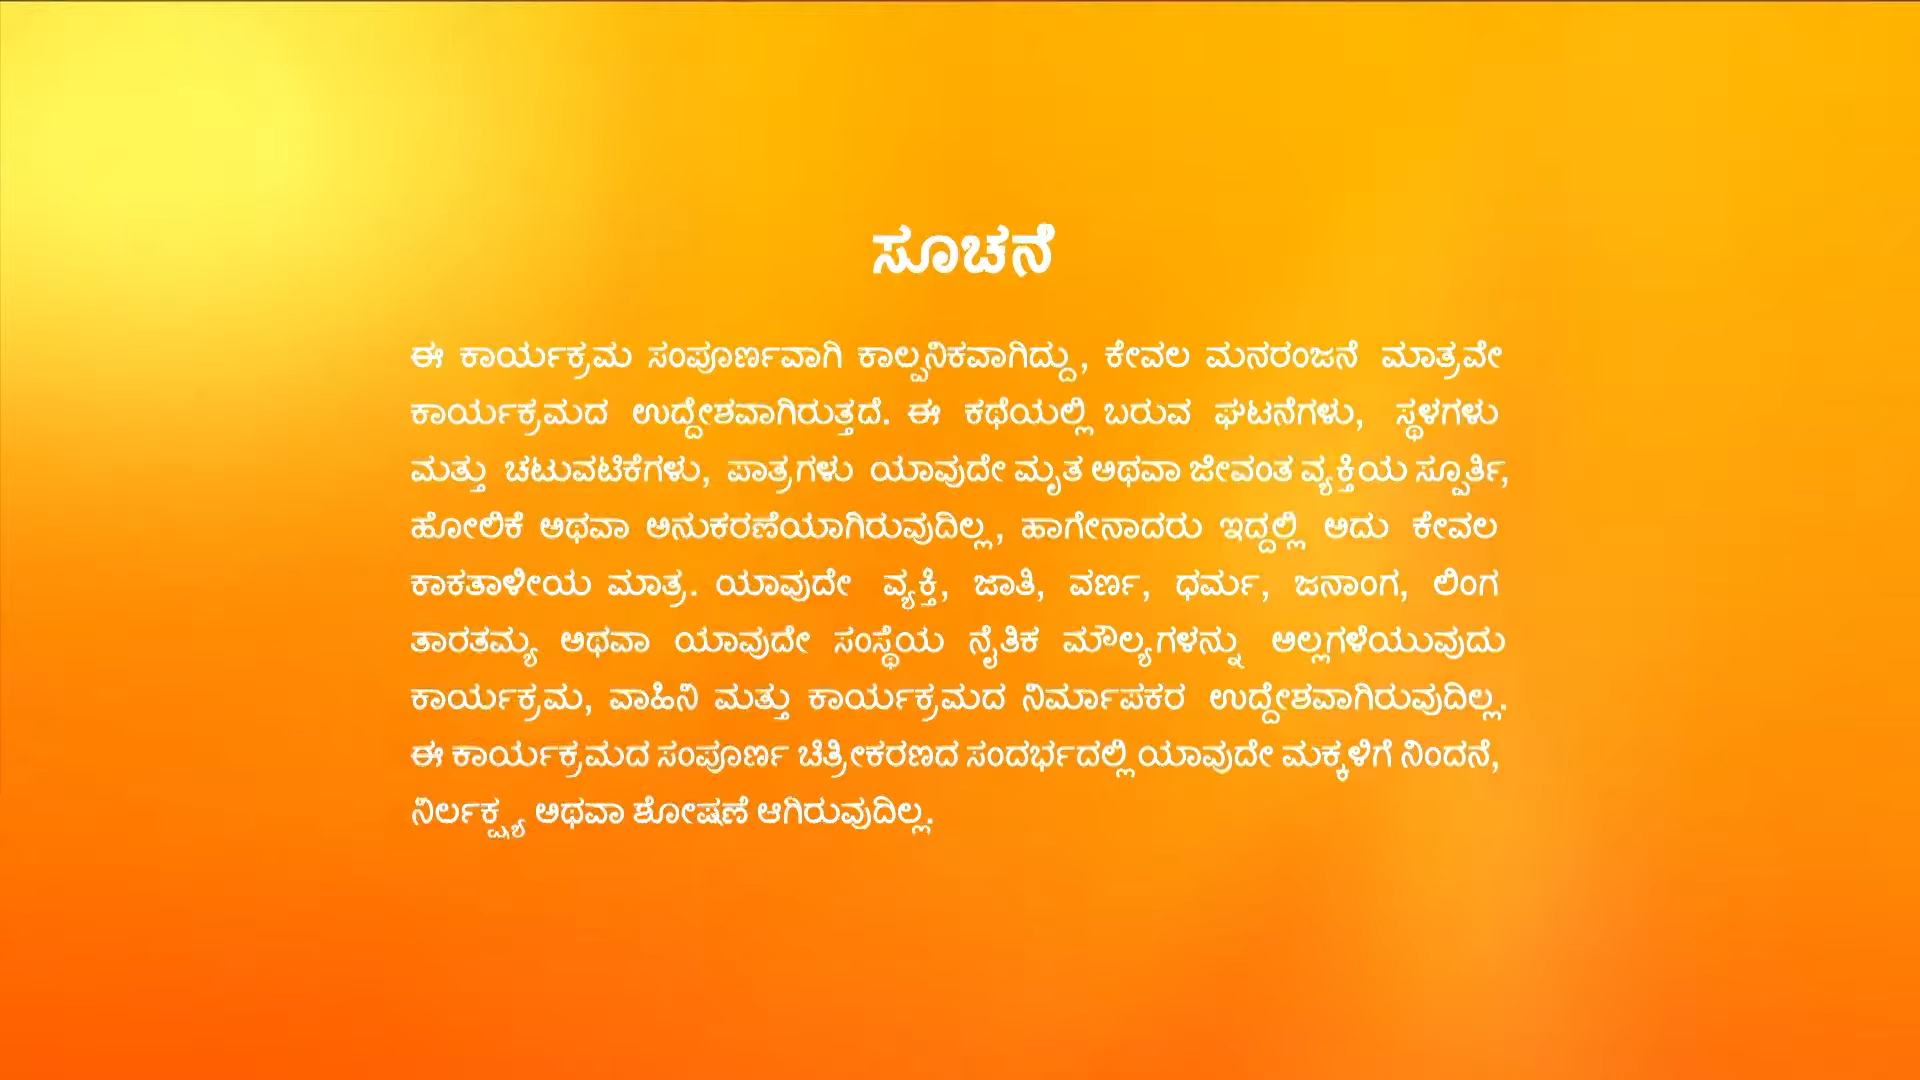 ಸೂಚನೆ
ಈ ಕಾರ್ಯಕ್ರಮ ಸಂಪೂರ್ಣವಾಗಿ ಕಾಲ್ಪನಿಕವಾಗಿದ್ದು, ಕೇವಲ ಮನರಂಜನೆ ಮಾತ್ರವೇ
ಕಾರ್ಯಕ್ರಮದ ಉದ್ದೇಶವಾಗಿರುತ್ತದೆ. ಈ ಕಥೆಯಲ್ಲಿ ಬರುವ ಘಟನೆಗಳು, ಸ್ಥಳಗಳು
ಮತ್ತು ಚಟುವಟಿಕೆಗಳು, ಪಾತ್ರಗಳು ಯಾವುದೇ ಮೃತ ಅಥವಾ ಜೀವಂತ ವ್ಯಕ್ತಿಯ ಸ್ಪೂರ್ತಿ,
ಹೋಲಿಕೆ ಅಥವಾ ಅನುಕರಣೆಯಾಗಿರುವುದಿಲ್ಲ, ಹಾಗೇನಾದರು ಇದ್ದಲ್ಲಿ ಅದು ಕೇವಲ
ಕಾಕತಾಳೀಯ ಮಾತ್ರ. ಯಾವುದೇ ವ್ಯಕ್ತಿ, ಜಾತಿ, ವರ್ಣ, ಧರ್ಮ, ಜನಾಂಗ, ಲಿಂಗ
ತಾರತಮ್ಯ ಅಥವಾ ಯಾವುದೇ ಸಂಸ್ಥೆಯ ನೈತಿಕ ಮೌಲ್ಯಗಳನ್ನು ಅಲ್ಲಗಳೆಯುವುದು
ಕಾರ್ಯಕ್ರಮ, ವಾಹಿನಿ ಮತ್ತು ಕಾರ್ಯಕ್ರಮದ ನಿರ್ಮಾಪಕರ ಉದ್ದೇಶವಾಗಿರುವುದಿಲ್ಲ.
ಈ ಕಾರ್ಯಕ್ರಮದ ಸಂಪೂರ್ಣ ಚಿತ್ರೀಕರಣದ ಸಂದರ್ಭದಲ್ಲಿ ಯಾವುದೇ ಮಕ್ಕಳಿಗೆ ನಿಂದನೆ,
ನಿರ್ಲಕ್ಷ್ಯ ಅಥವಾ ಶೋಷಣೆ ಆಗಿರುವುದಿಲ್ಲ.